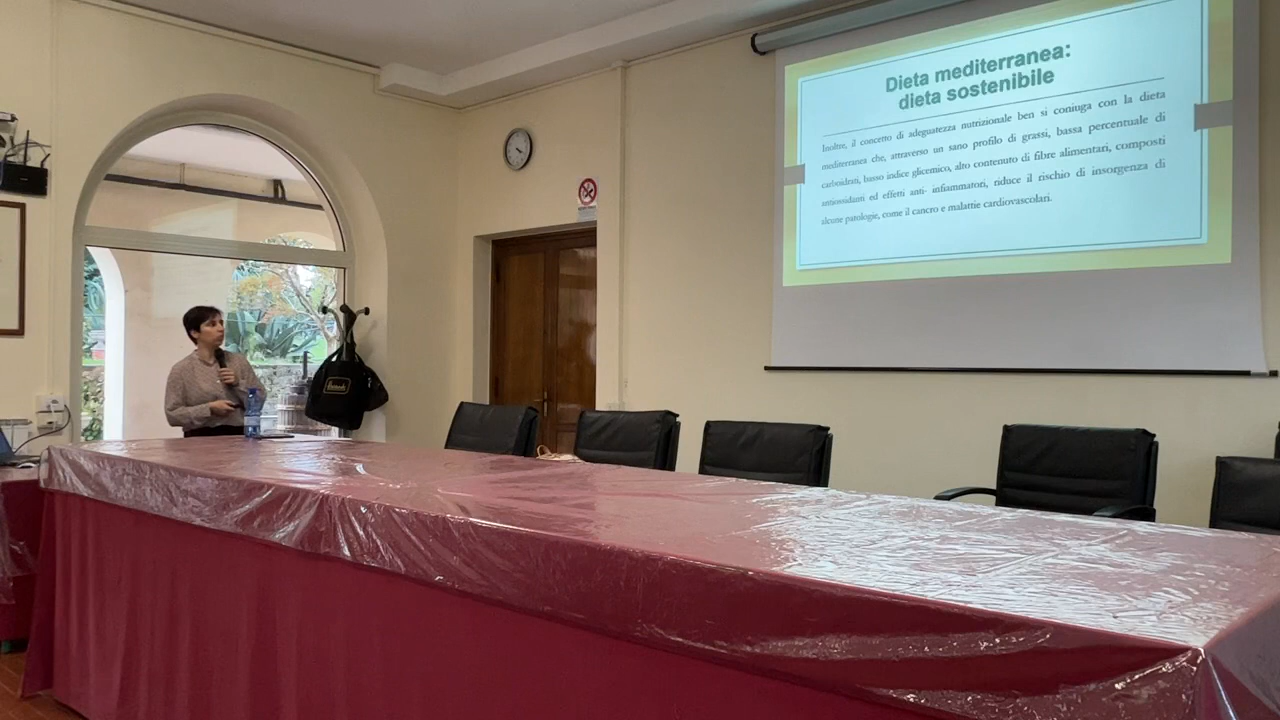 Dieta mediterranea:
dieta sostenibile
Inoltre, il concetto di adeguatezza nutrizionale ben si coniuga con la dieta
mediterranea che, attraverso un sano profilo di grassi, bassa percentuale di
carboidrati, basso indice glicemico, alto contenuto di fibre alimentari, composti
antiossidanti ed effetti anti- infiammatori, riduce il rischio di insorgenza di
alcune patologie, come il cancro e malattie cardiovascolari.